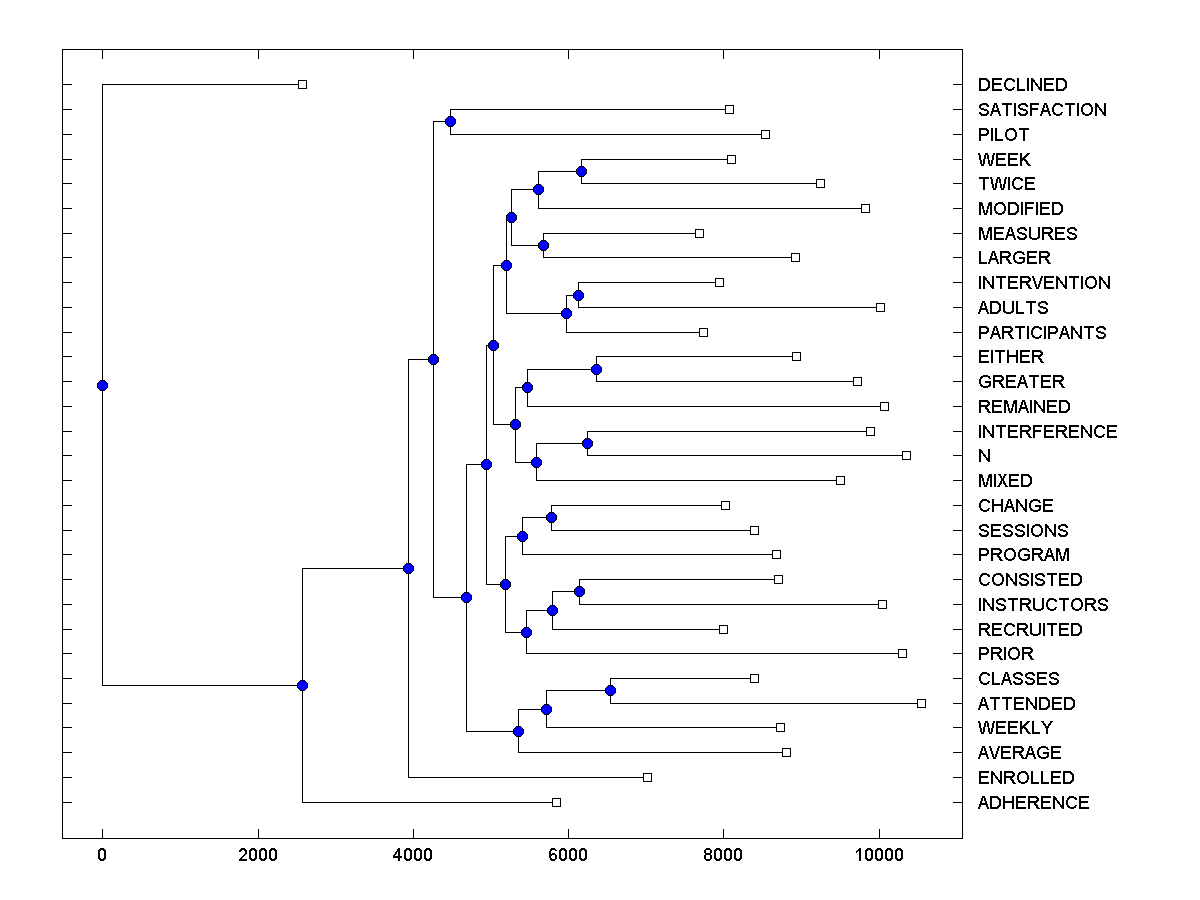 DECLINED
SATISFACTION
PILOT
WEEK
TWICE
MODIFIED
MEASURES
LARGER
INTERVENTION
ADULTS
PARTICIPANTS
EITHER
GREATER
REMAINED
INTERFERENCE
N
MIXED
CHANGE
SESSIONS
PROGRAM
CONSISTED
INSTRUCTORS
RECRUITED
PRIOR
CLASSES
ATTENDED
WEEKLY
AVERAGE
ENROLLED
ADHERENCE
0 2000 4000 6000 8000 10000